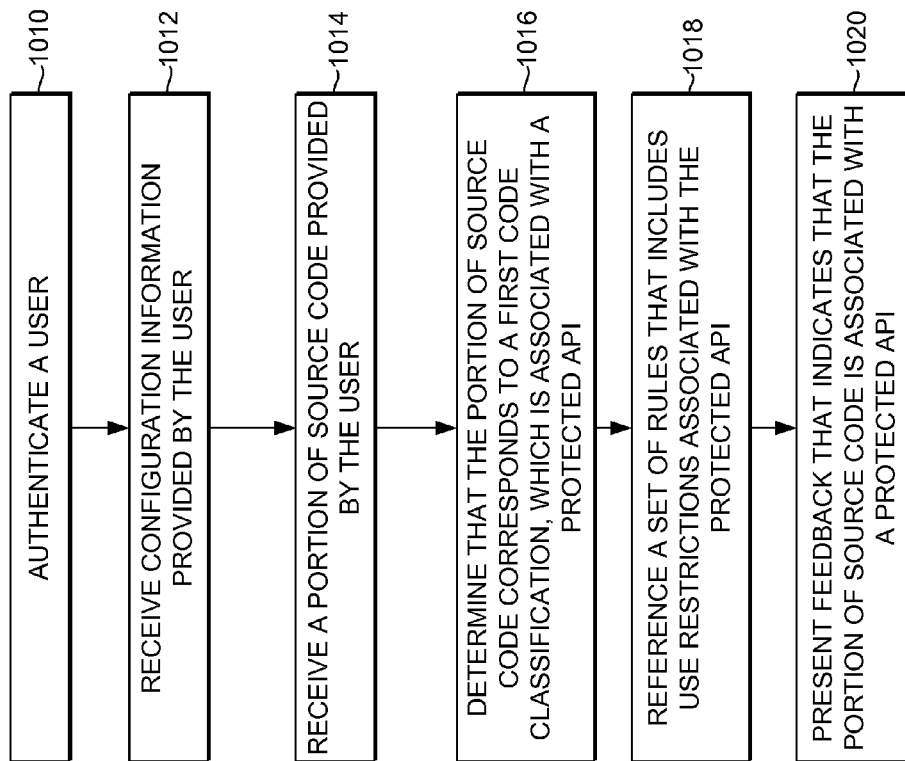 1010
AUTHENTICATE A USER
1012
RECEIVE CONFIGURATION INFORMATION
PROVIDED BY THE USER
1014
RECEIVE A PORTION OF SOURCE CODE PROVIDED
BY THE USER
1016
DETERMINE THAT THE PORTION OF SOURCE
CODE CORRESPONDS TO A FIRST CODE
CLASSIFICATION, WHICH IS ASSOCIATED WITH A
PROTECTED API
1018
REFERENCE A SET OF RULES THAT INCLUDES
USE RESTRICTIONS ASSOCIATED WITH THE
PROTECTED API
1020
PRESENT FEEDBACK THAT INDICATES THAT THE
PORTION OF SOURCE CODE IS ASSOCIATED WITH
A PROTECTED API